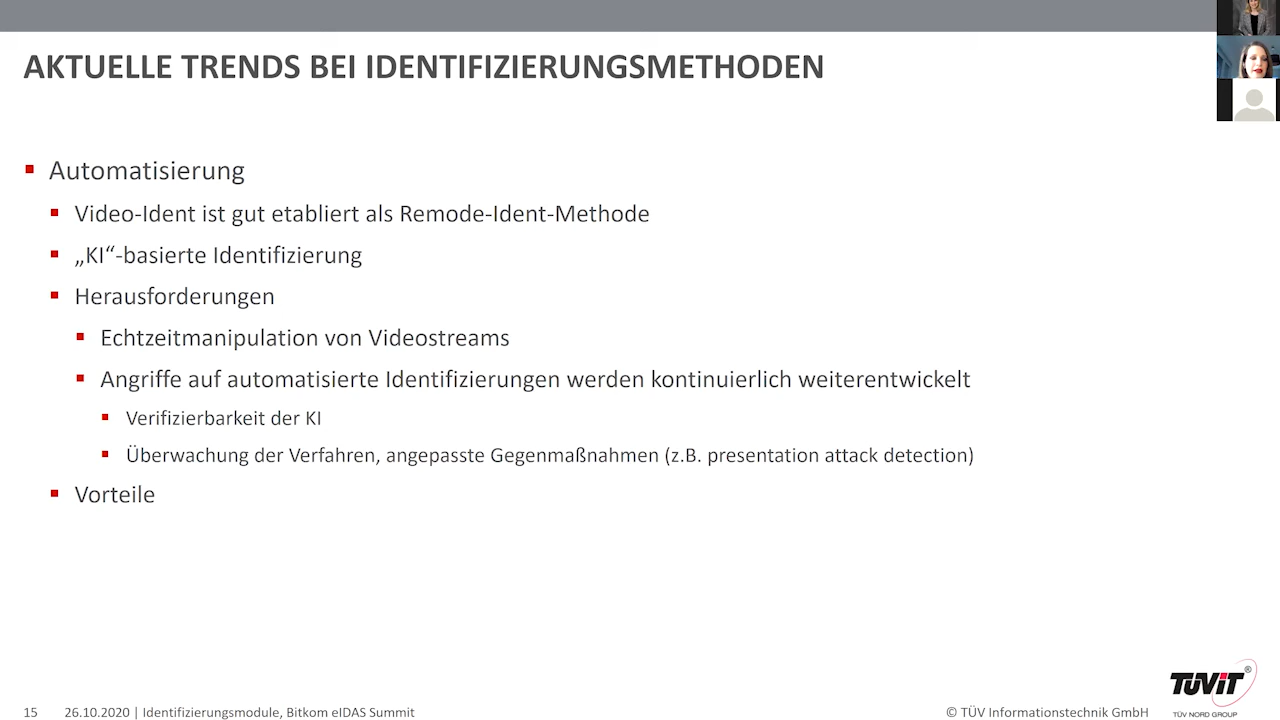 AKTUELLE TRENDS BEI IDENTIFIZIERUNGSMETHODEN
Automatisierung
Video-Ident ist gut etabliert als Remode-Ident-Methode
„KI“-basierte Identifizierung
Herausforderungen
Echtzeitmanipulation von Videostreams
Angriffe auf automatisierte Identifizierungen werden kontinuierlich weiterentwickelt
Verifizierbarkeit der KI
Überwachung der Verfahren, angepasste Gegenmaßnahmen (z.B. presentation attack detection)
Vorteile
TÜViT®
TÜV NORD GROUP
15 26.10.2020 | Identifizierungsmodule, Bitkom eIDAS Summit © TÜV Informationstechnik GmbH